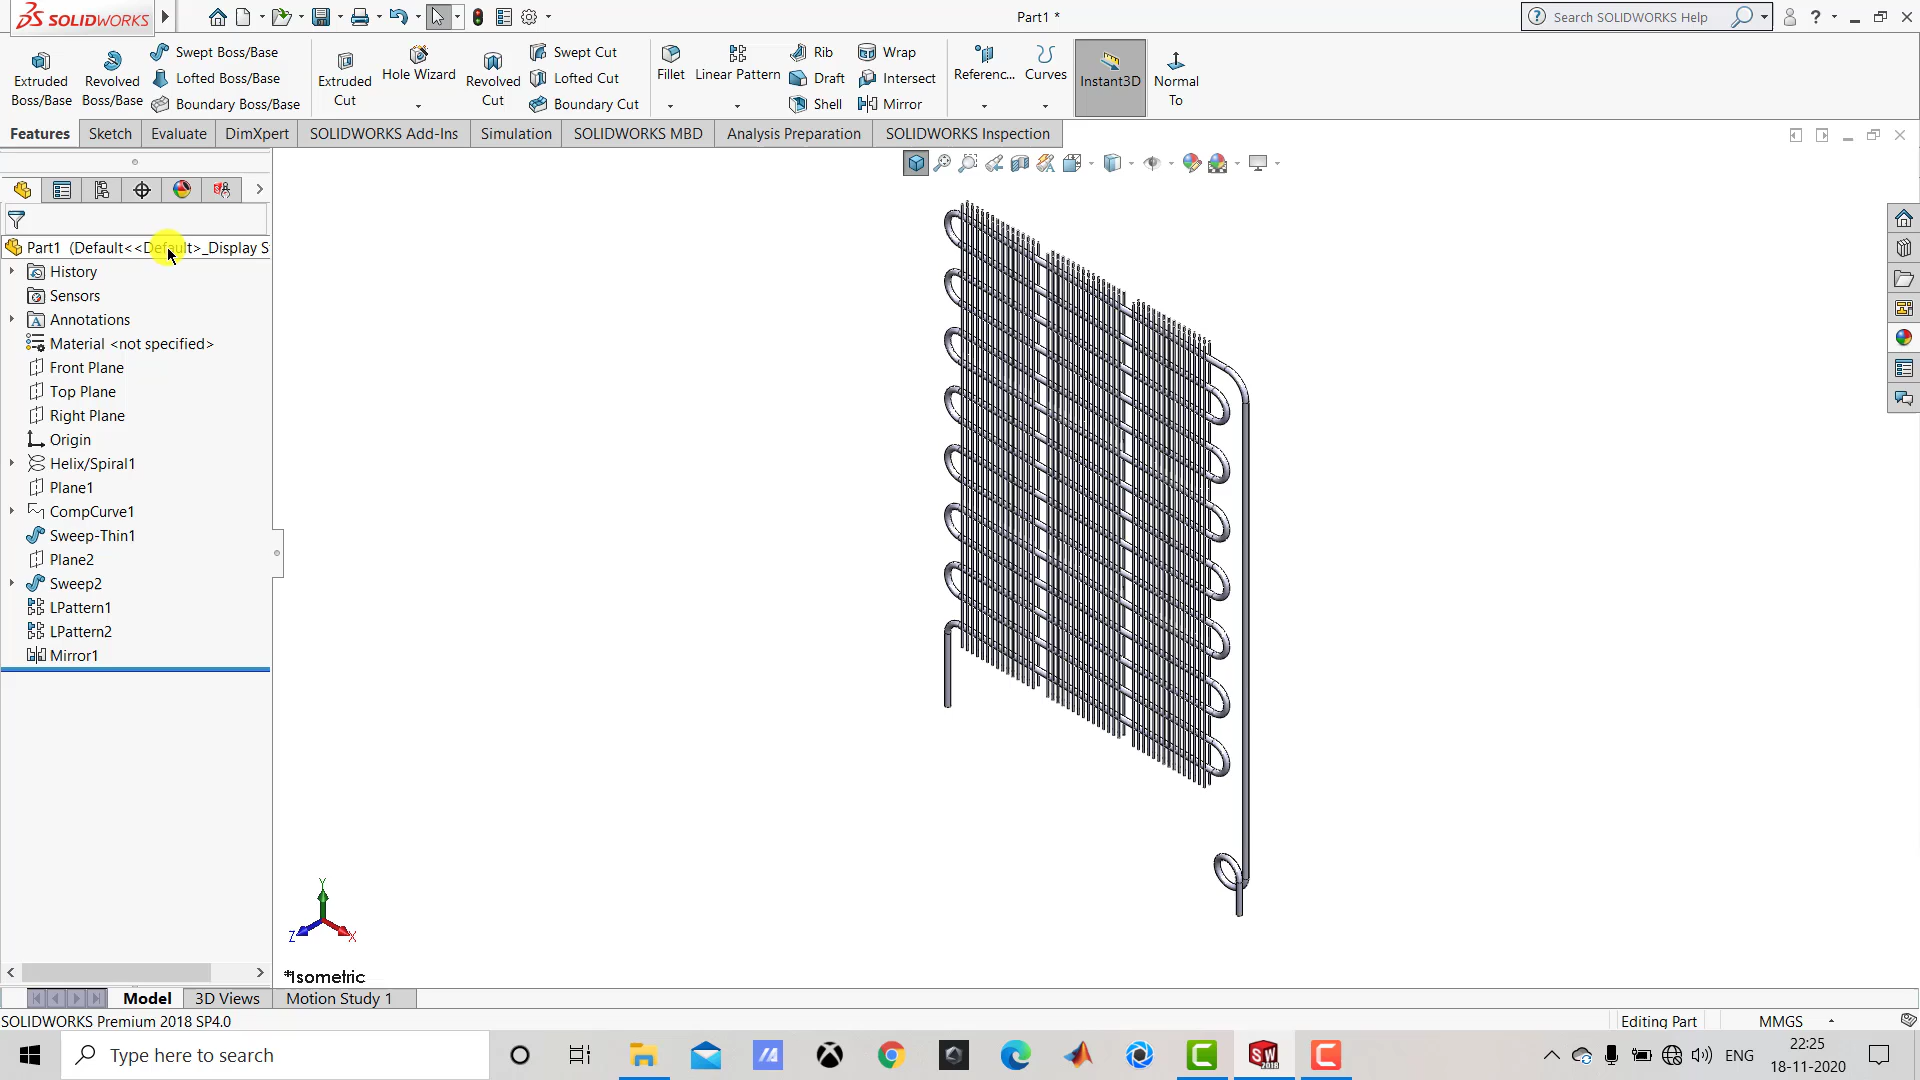 SOLIDWORKS
Part1 *
Search SOLIDWORKS Help
Extruded Boss/Base
Revolved Boss/Base
Swept Boss/Base
Lofted Boss/Base
Boundary Boss/Base
Extruded Cut
Hole Wizard
Revolved Cut
Swept Cut
Lofted Cut
Boundary Cut
Fillet
Linear Pattern
Rib
Draft
Shell
Wrap
Intersect
Mirror
Referenc...
Curves
Instant3D
Normal To
Features
Sketch
Evaluate
DimXpert
SOLIDWORKS Add-Ins
Simulation
SOLIDWORKS MBD
Analysis Preparation
SOLIDWORKS Inspection
Part1 (Default<<Default>_Display S
History
Sensors
Annotations
Material <not specified>
Front Plane
Top Plane
Right Plane
Origin
Helix/Spiral1
Plane1
CompCurve1
Sweep-Thin1
Plane2
Sweep2
LPattern1
LPattern2
Mirror1
Y
Z
X
*Isometric
Model
3D Views
Motion Study 1
SOLIDWORKS Premium 2018 SP4.0
Editing Part
MMGS
Type here to search
SW
2018
ENG
22:25
18-11-2020